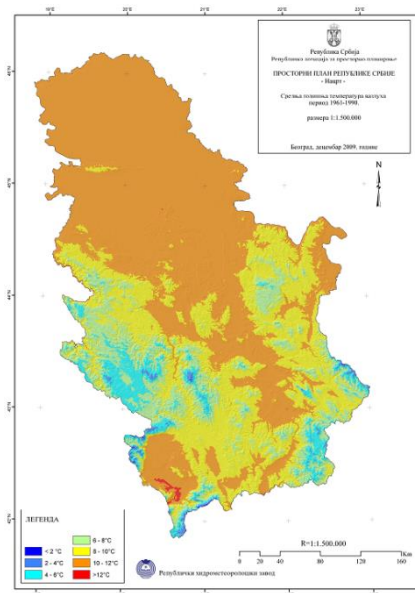 Република Србија
Републичка агенција за просторно планирање
ПРОСТОРНИ ПЛАН РЕПУБЛИКЕ СРБИЈЕ
- Нацрт -
Средња годишња температура ваздуха
период 1961-1990.
размера 1:1.500.000
Београд, децембар 2009. године
N
ЛЕГЕНДА
< 2 °C
2 - 4°C
4 - 6°C
6 - 8°C
8 - 10°C
10 - 12°C
>12°C
Републички хидрометеоролошки завод
R=1:1.500.000
0 20 40 80 120 160
Km